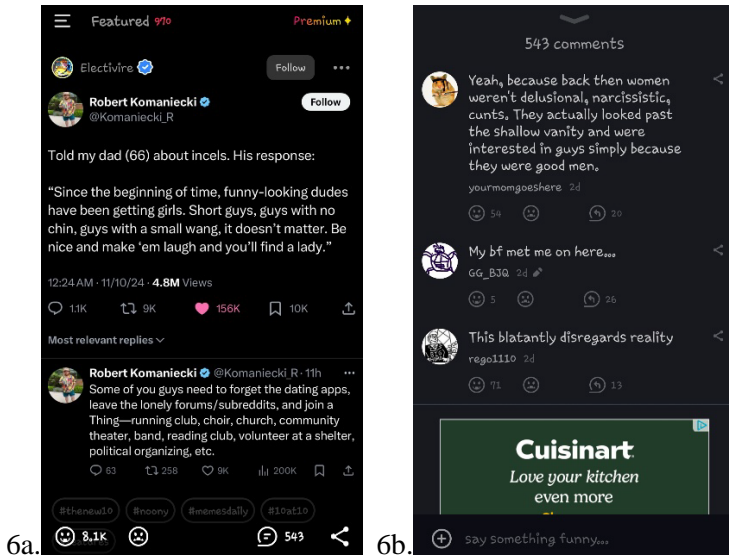 Featured 970
Premium
Electivire
Follow
Robert Komaniecki
@Komaniecki_R
Follow
Told my dad (66) about incels. His response:
“Since the beginning of time, funny-looking dudes
have been getting girls. Short guys, guys with no
chin, guys with a small wang, it doesn’t matter. Be
nice and make ‘em laugh and you’ll find a lady.”
12:24 AM · 11/10/24 · 4.8M Views
1.1K 9K 156K 10K
Most relevant replies
Robert Komaniecki @Komaniecki_R · 11h
Some of you guys need to forget the dating apps,
leave the lonely forums/subreddits, and join a
Thing—running club, choir, church, community
theater, band, reading club, volunteer at a shelter,
political organizing, etc.
63 258 9K 200K
#thenew10 #noony #memesdaily #10at10
8,1K 543
6a.
543 comments
Yeah, because back then women
weren't delusional, narcissistic,
cunts. They actually looked past
the shallow vanity and were
interested in guys simply because
they were good men.
yourmomgoeshere 2d
54 20
My bf met me on here...
GG_BJQ 2d
5 26
This blatantly disregards reality
rego1110 2d
71 13
Cuisinart
Love your kitchen
even more
say something funny...
6b.